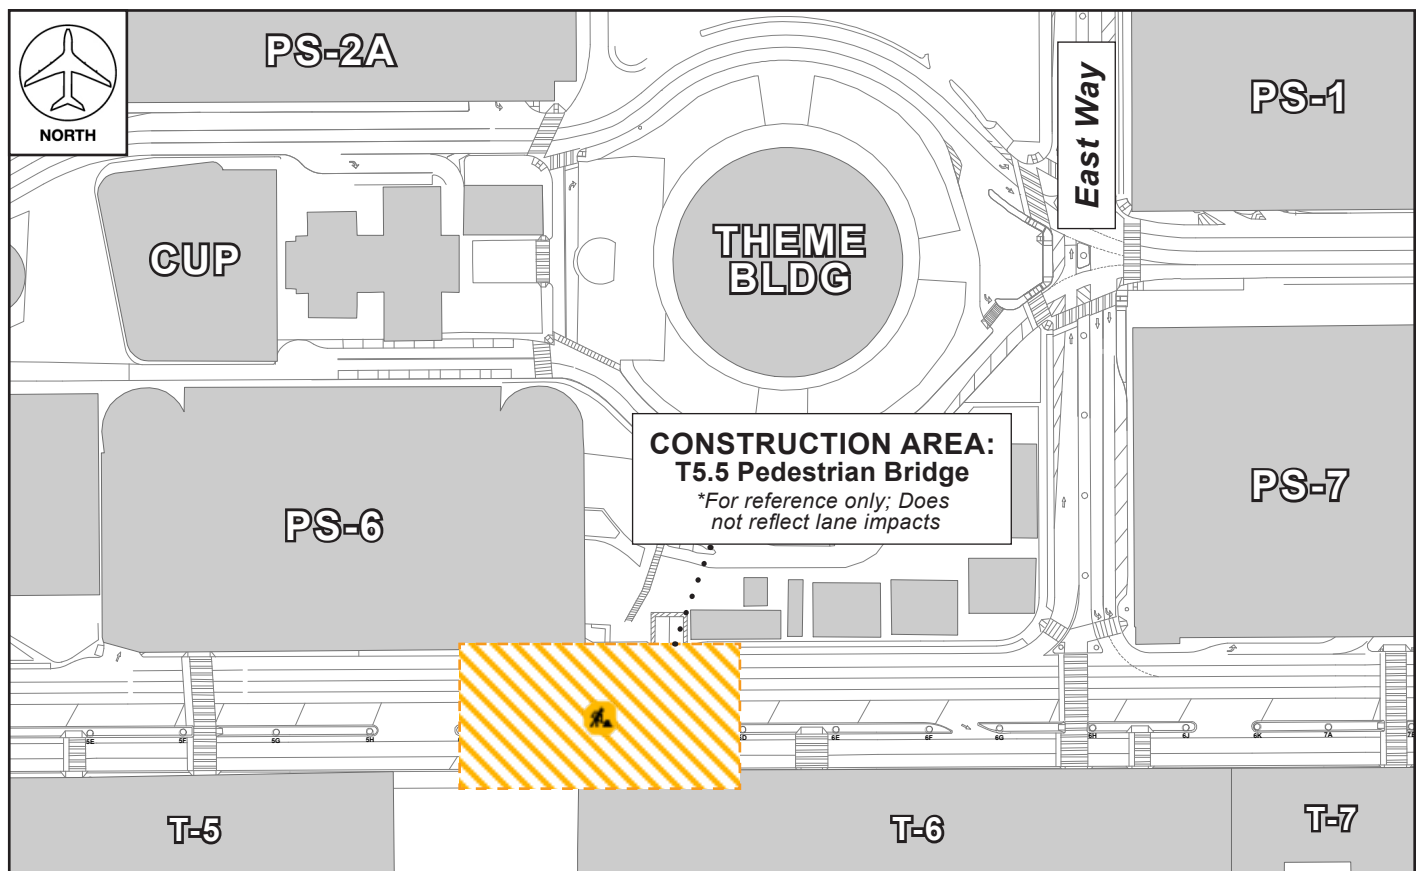 PS-2A
NORTH
East Way
PS-1
CUP
THEME
BLDG
CONSTRUCTION AREA:
T5.5 Pedestrian Bridge
*For reference only; Does
not reflect lane impacts
PS-6
PS-7
5E
5F
5G
5H
6E
6F
6G
6H
6J
6K
7A
T-5
T-6
T-7